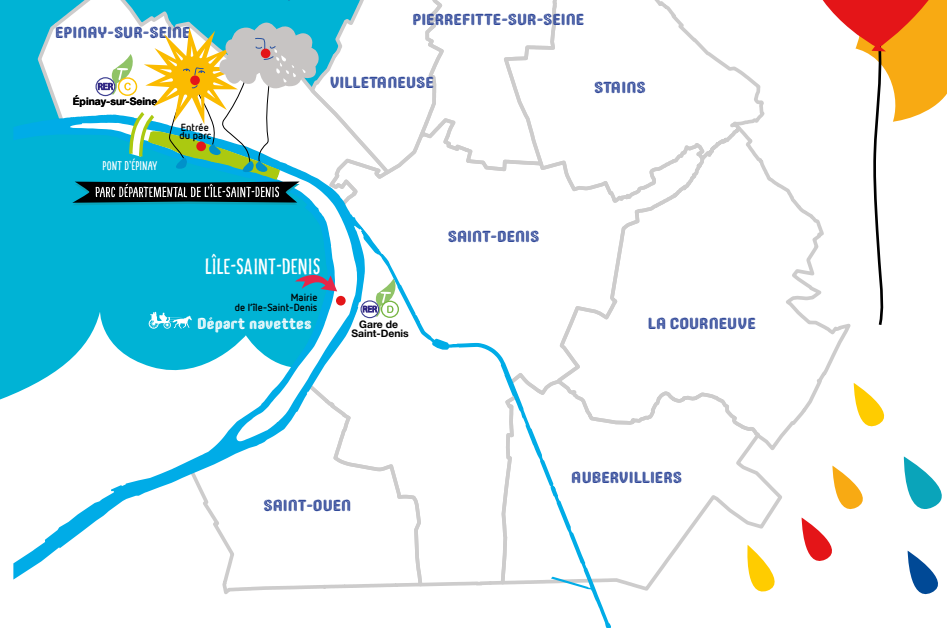 PIERREFITTE-SUR-SEINE
EPINAY-SUR-SEINE
VILLETANEUSE
STAINS
T
RER C
Épinay-sur-Seine
Entrée
du parc
PONT D'ÉPINAY
PARC DÉPARTEMENTAL DE L'ÎLE-SAINT-DENIS
SAINT-DENIS
L'ÎLE-SAINT-DENIS
Mairie
de l'île-Saint-Denis
Départ navettes
T
RER D
Gare de
Saint-Denis
LA COURNEUVE
AUBERVILLIERS
SAINT-OUEN